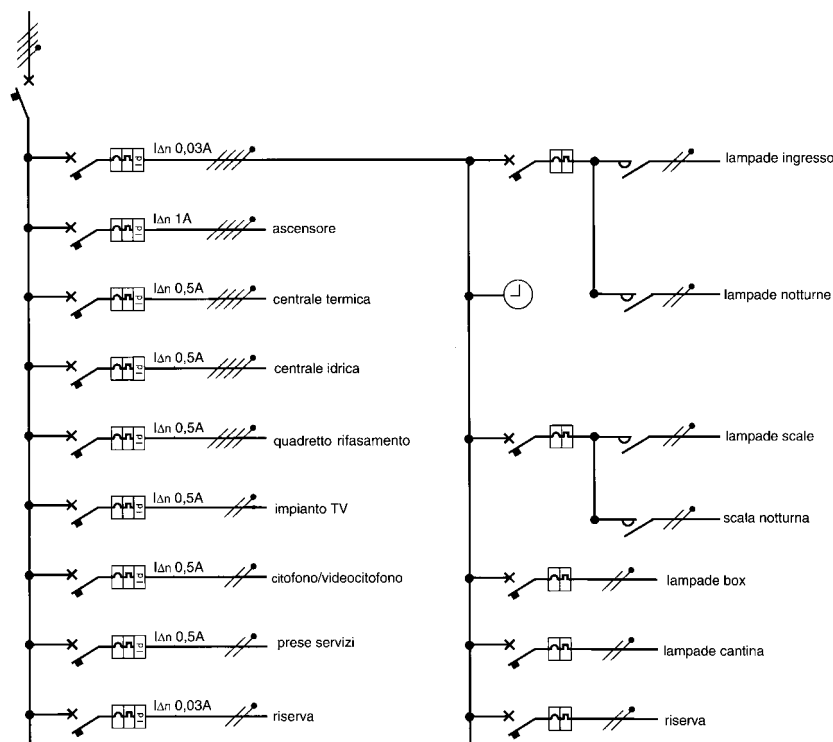 IΔn 0,03A
lampade ingresso
IΔn 1A
ascensore
IΔn 0,5A
centrale termica
lampade notturne
IΔn 0,5A
centrale idrica
IΔn 0,5A
quadretto rifasamento
lampade scale
IΔn 0,5A
impianto TV
scala notturna
IΔn 0,5A
citofono/videocitofono
lampade box
IΔn 0,5A
prese servizi
lampade cantina
IΔn 0,03A
riserva
riserva